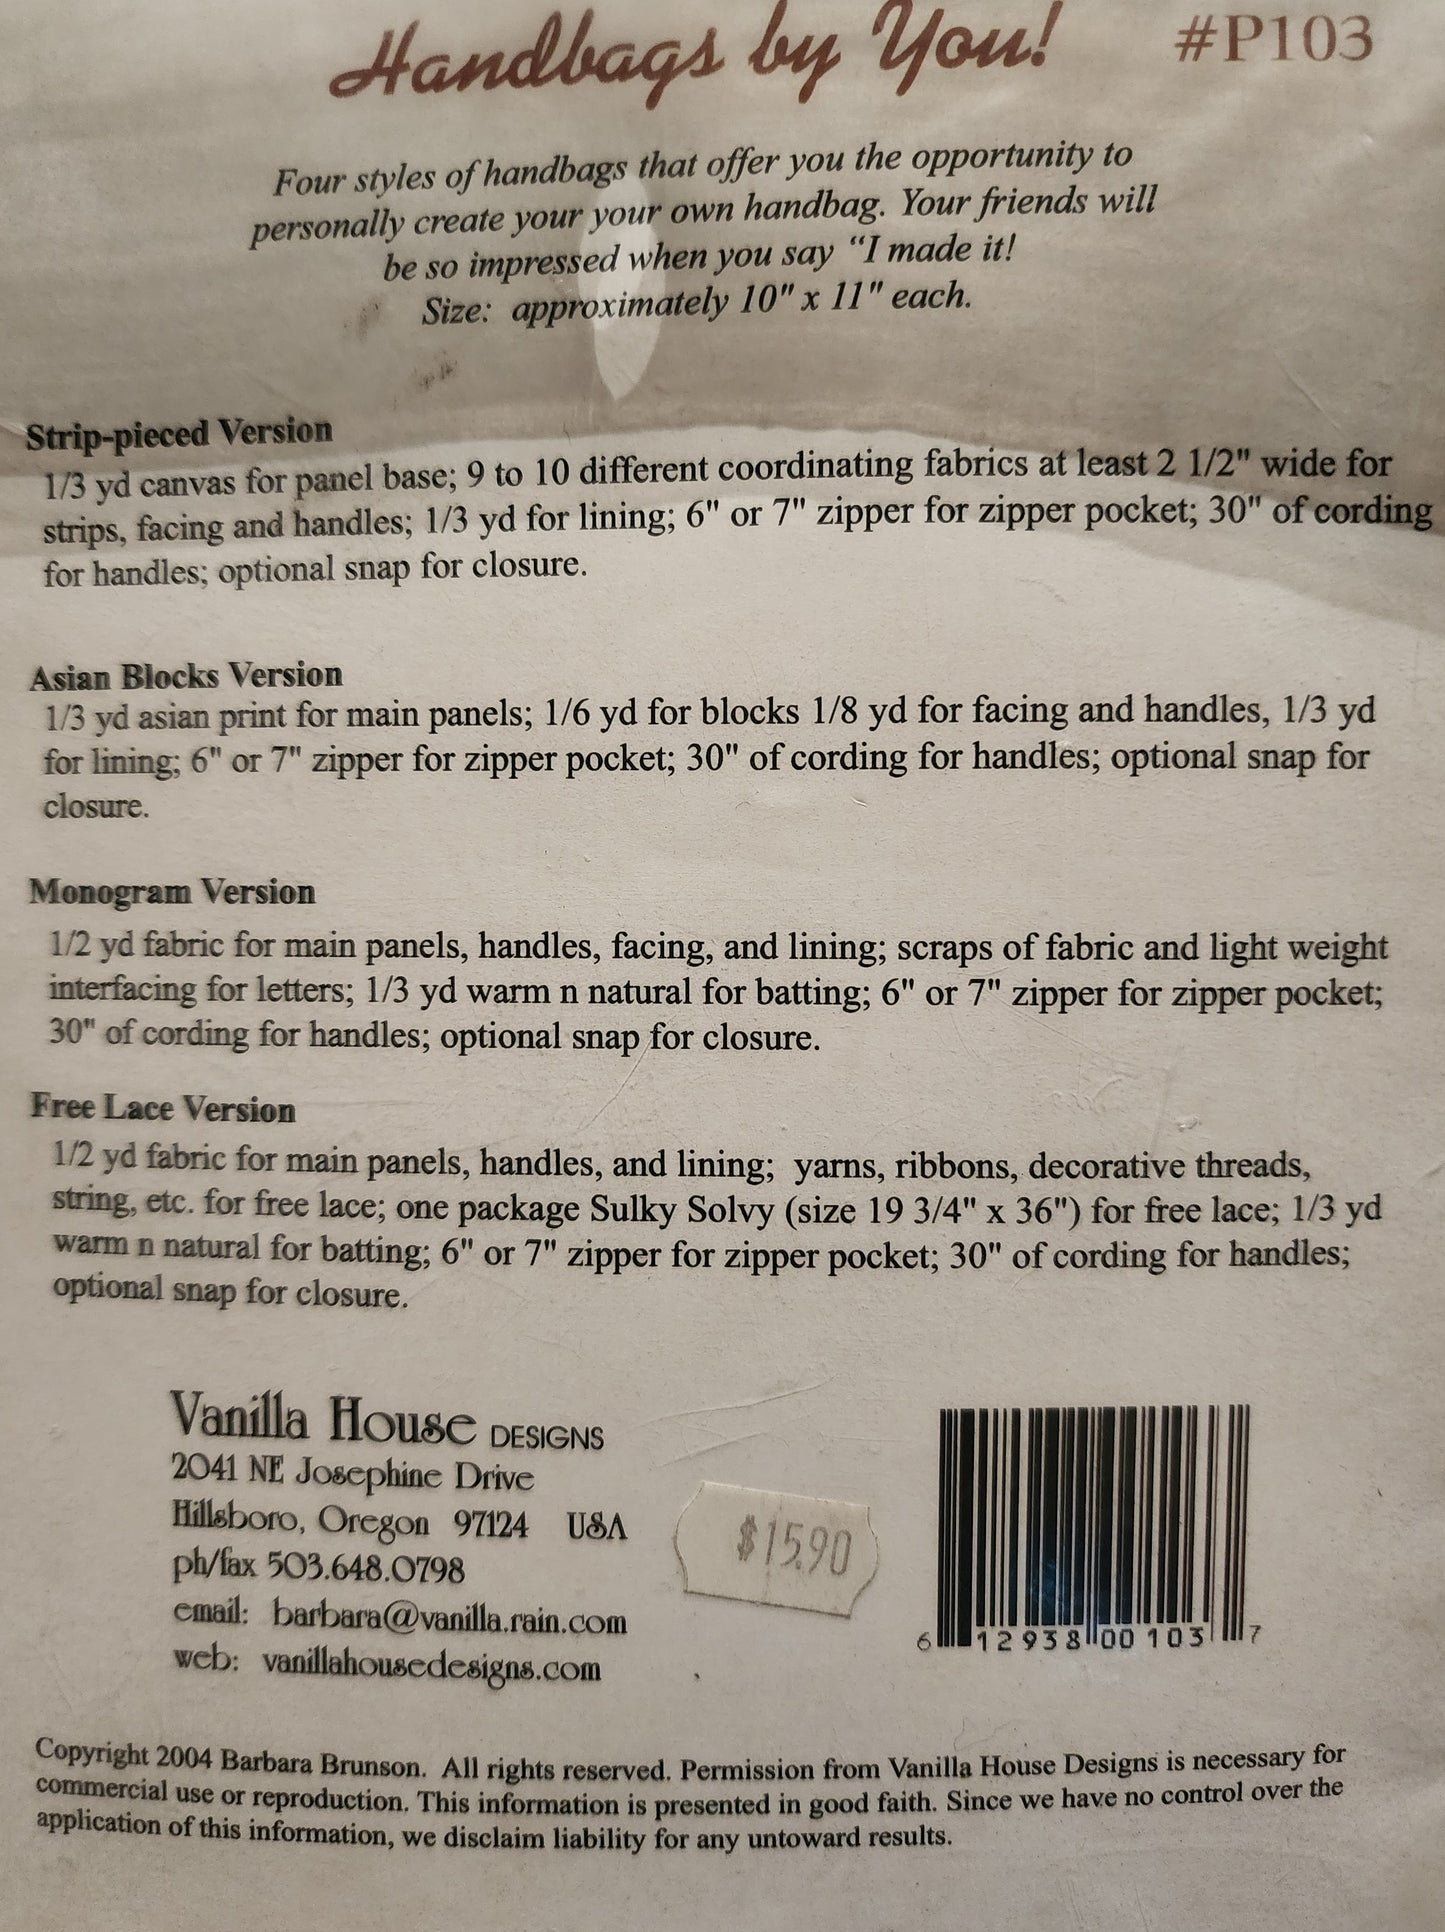 Handbags by You! #P103
Four styles of handbags that offer you the opportunity to
personally create your your own handbag. Your friends will
be so impressed when you say “I made it!
Size: approximately 10" x 11" each.
Strip-pieced Version
1/3 yd canvas for panel base; 9 to 10 different coordinating fabrics at least 2 1/2" wide for
strips, facing and handles; 1/3 yd for lining; 6" or 7" zipper for zipper pocket; 30" of cording
for handles; optional snap for closure.
Asian Blocks Version
1/3 yd asian print for main panels; 1/6 yd for blocks 1/8 yd for facing and handles, 1/3 yd
for lining; 6" or 7" zipper for zipper pocket; 30" of cording for handles; optional snap for
closure.
Monogram Version
1/2 yd fabric for main panels, handles, facing, and lining; scraps of fabric and light weight
interfacing for letters; 1/3 yd warm n natural for batting; 6" or 7" zipper for zipper pocket;
30" of cording for handles; optional snap for closure.
Free Lace Version
1/2 yd fabric for main panels, handles, and lining; yarns, ribbons, decorative threads,
string, etc. for free lace; one package Sulky Solvy (size 19 3/4" x 36") for free lace; 1/3 yd
warm n natural for batting; 6" or 7" zipper for zipper pocket; 30" of cording for handles;
optional snap for closure.
Vanilla House DESIGNS
2041 NE Josephine Drive
Hillsboro, Oregon 97124 USA
ph/fax 503.648.0798
email: barbara@vanilla.rain.com
web: vanillahousedesigns.com
$15.90
6 12938 00103 7
Copyright 2004 Barbara Brunson. All rights reserved. Permission from Vanilla House Designs is necessary for
commercial use or reproduction. This information is presented in good faith. Since we have no control over the
application of this information, we disclaim liability for any untoward results.